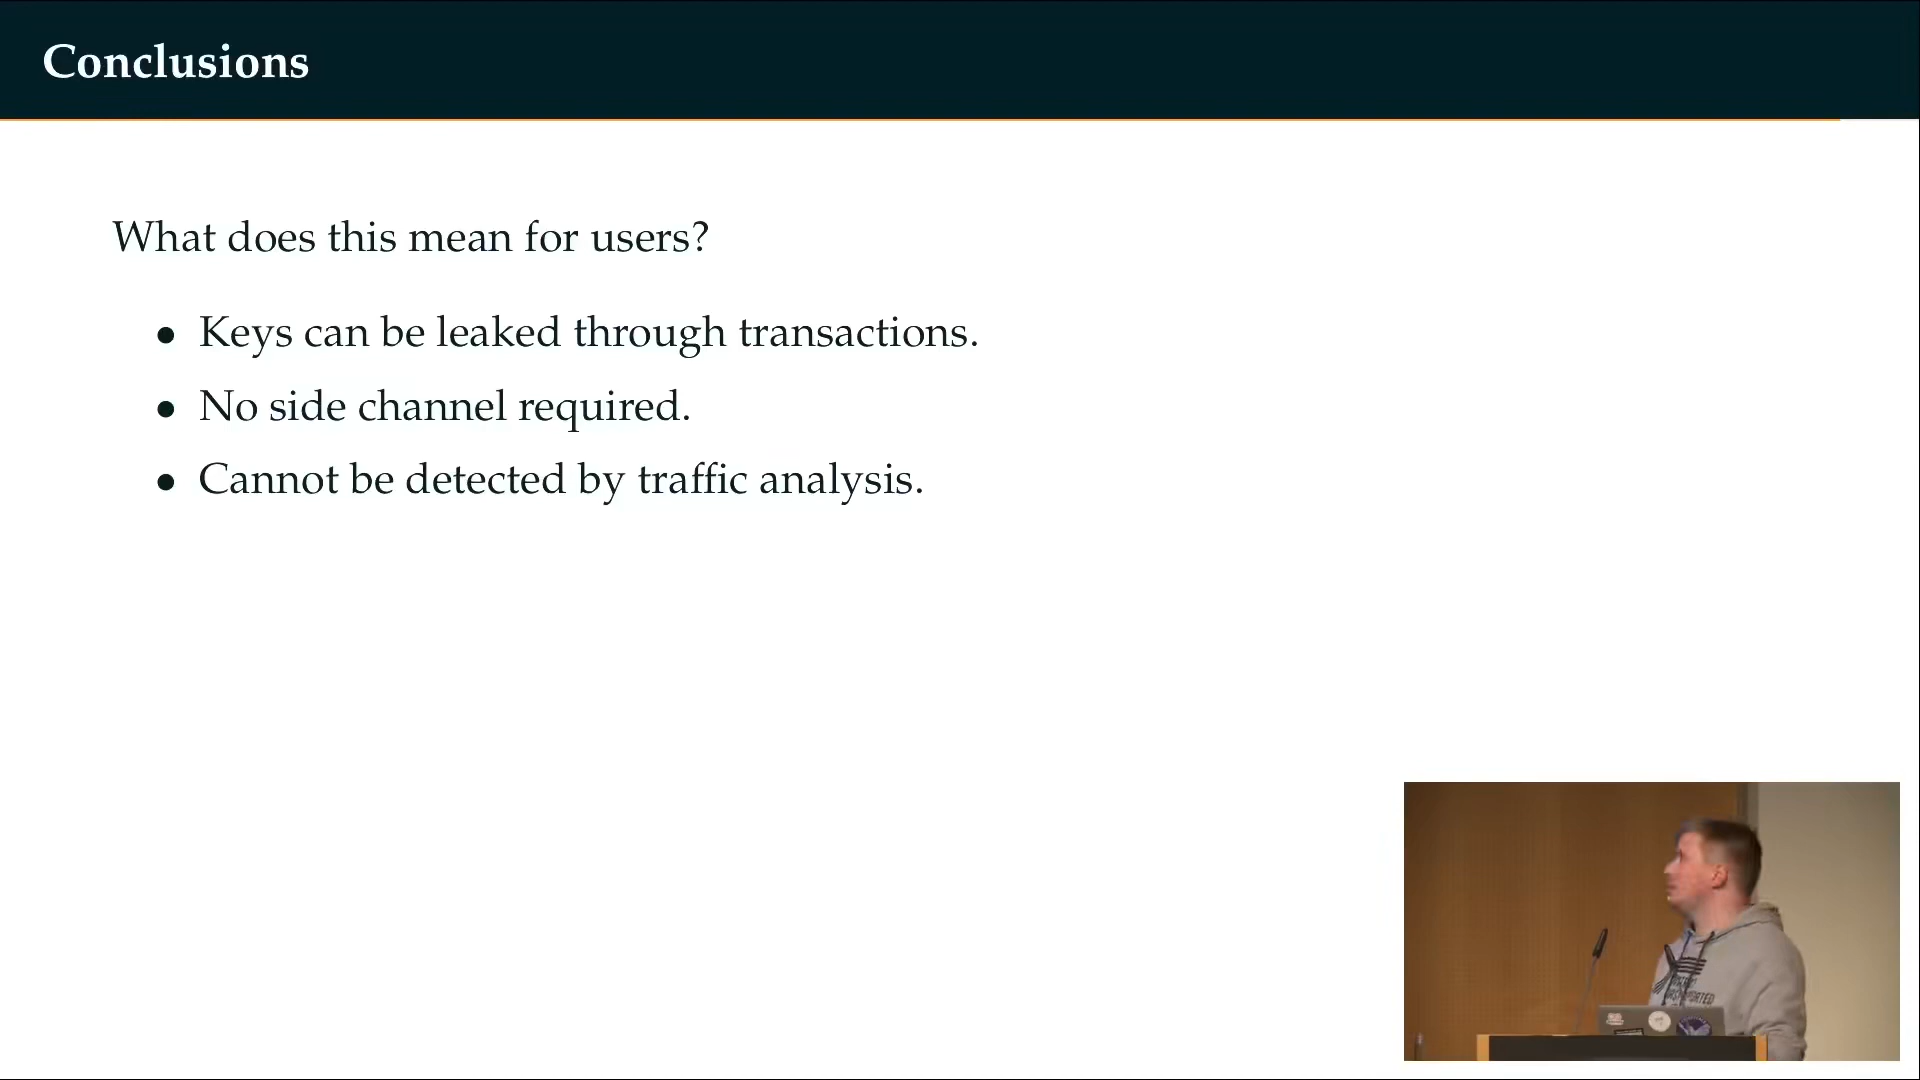 Conclusions
What does this mean for users?
• Keys can be leaked through transactions.
• No side channel required.
• Cannot be detected by traffic analysis.